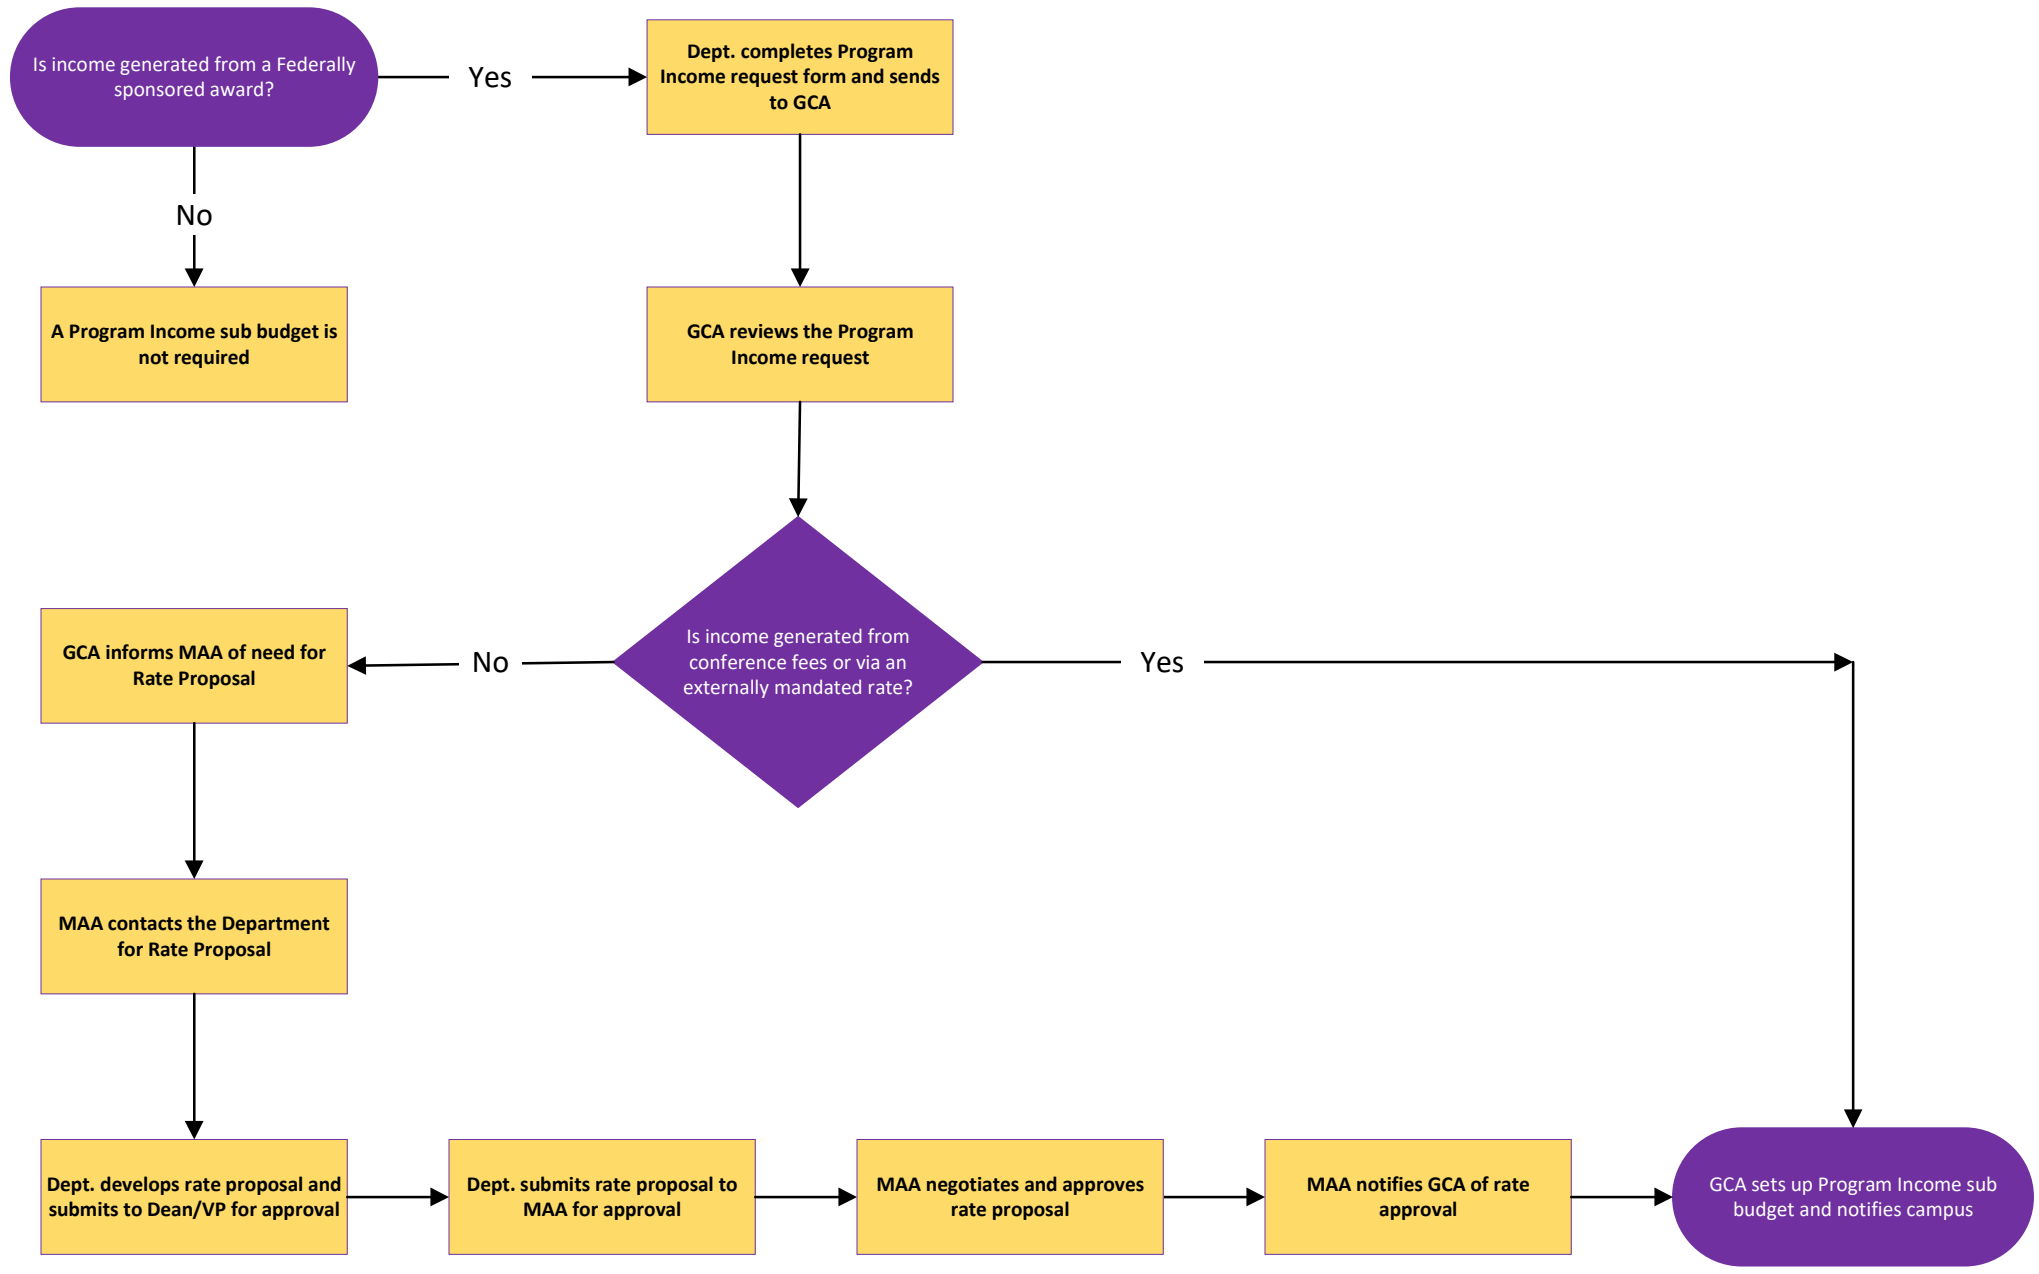 Is income generated from a Federally
sponsored award?
Yes
Dept. completes Program
Income request form and sends
to GCA
No
A Program Income sub budget is
not required
GCA reviews the Program
Income request
Is income generated from
conference fees or via an
externally mandated rate?
No
Yes
GCA informs MAA of need for
Rate Proposal
MAA contacts the Department
for Rate Proposal
Dept. develops rate proposal and
submits to Dean/VP for approval
Dept. submits rate proposal to
MAA for approval
MAA negotiates and approves
rate proposal
MAA notifies GCA of rate
approval
GCA sets up Program Income sub
budget and notifies campus